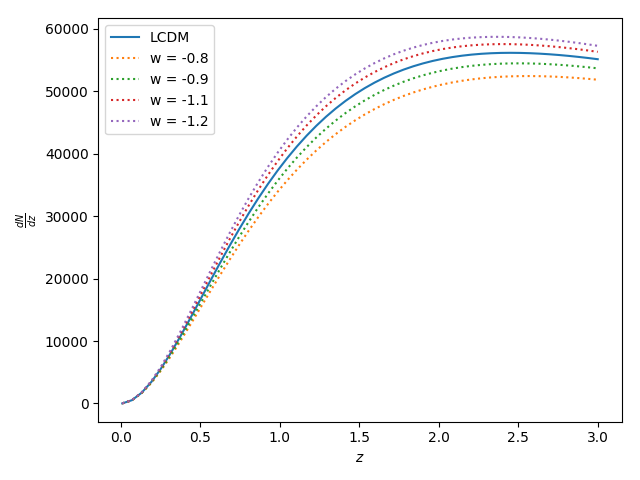 60000
50000
40000
30000
20000
10000
0
dN
dz
LCDM
w = -0.8
w = -0.9
w = -1.1
w = -1.2
0.0 0.5 1.0 1.5 2.0 2.5 3.0
z